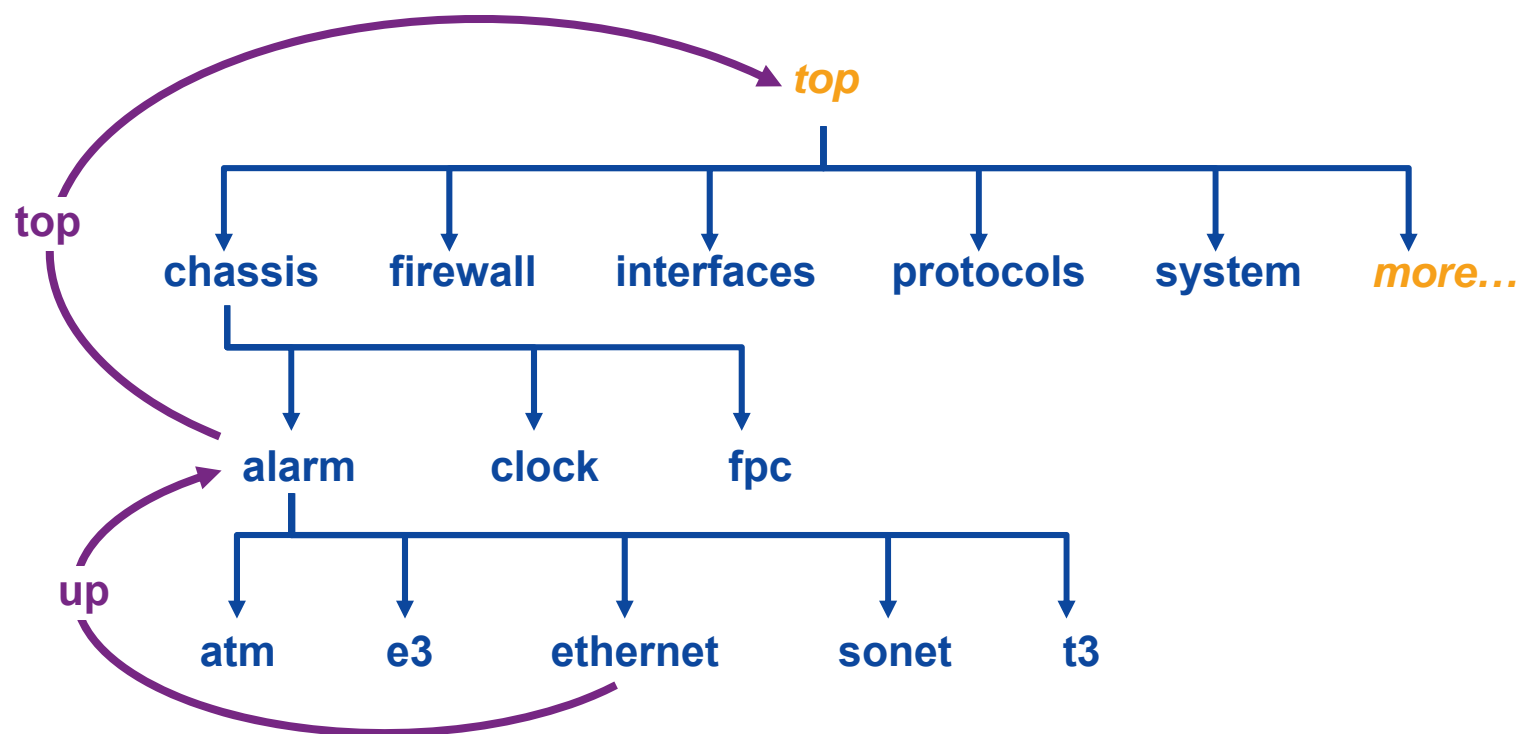 top
top
chassis firewall interfaces protocols system more…
alarm clock fpc
up
atm e3 ethernet sonet t3